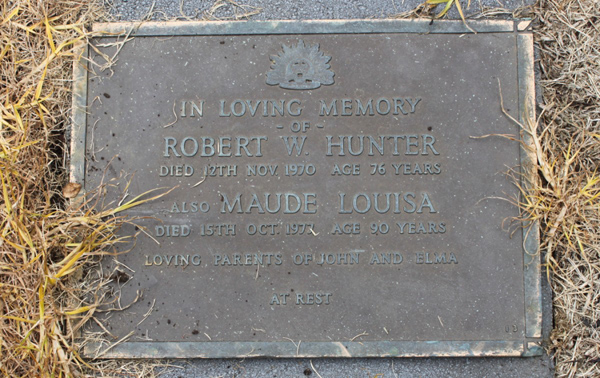 IN LOVING MEMORY
- OF -
ROBERT W. HUNTER
DIED 12TH NOV. 1970 AGE 76 YEARS
ALSO MAUDE LOUISA
DIED 15TH OCT. AGE 90 YEARS
LOVING PARENTS OF JOHN AND ELMA
AT REST